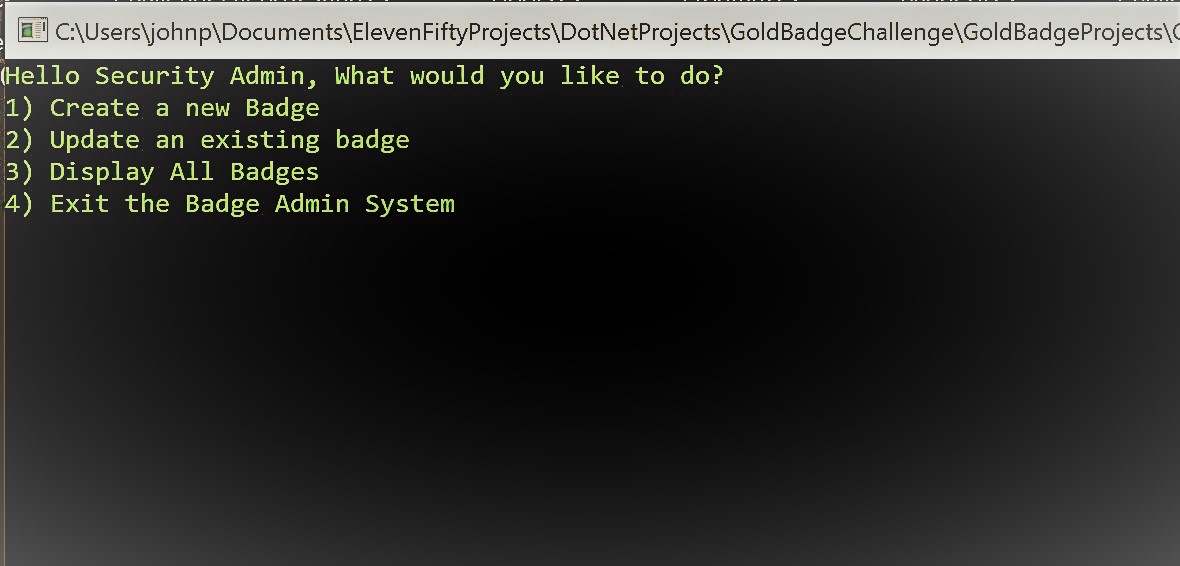 C:\Users\johnp\Documents\ElevenFiftyProjects\DotNetProjects\GoldBadgeChallenge\GoldBadgeProjects\
Hello Security Admin, What would you like to do?
1) Create a new Badge
2) Update an existing badge
3) Display All Badges
4) Exit the Badge Admin System